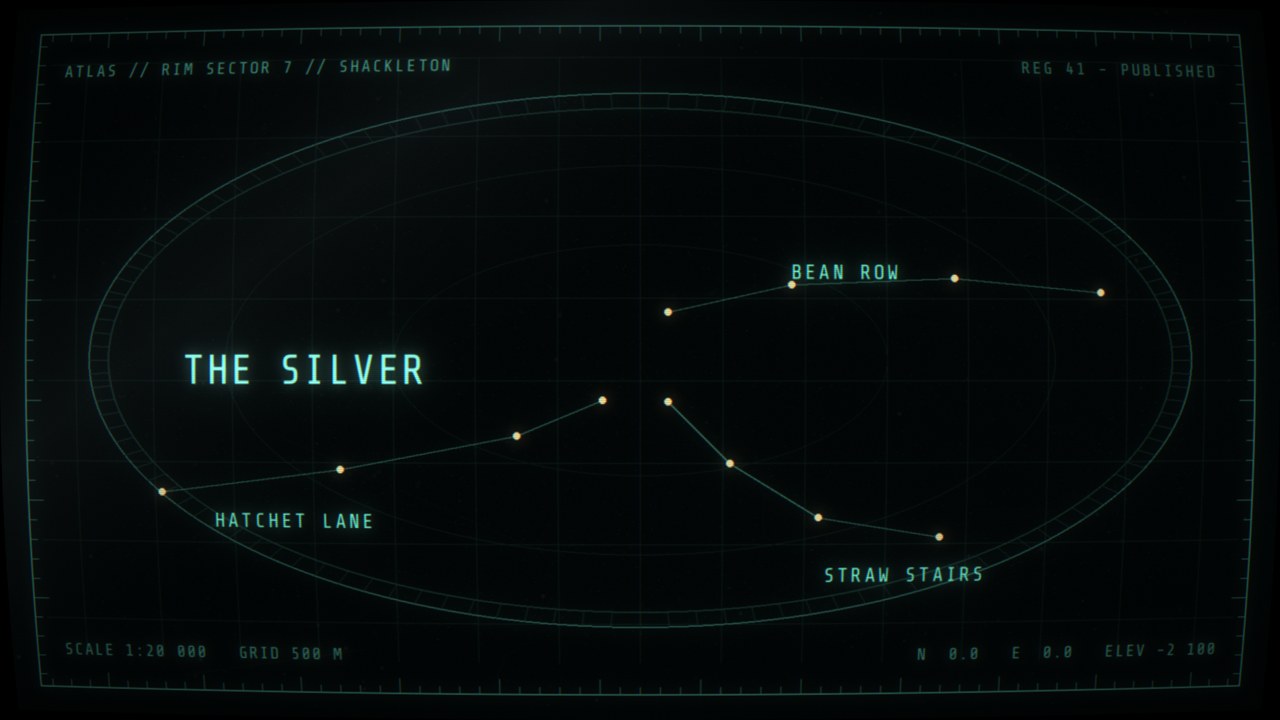 ATLAS // RIM SECTOR 7 // SHACKLETON
REG 41 - PUBLISHED
BEAN ROW
THE SILVER
HATCHET LANE
STRAW STAIRS
SCALE 1:20 000 GRID 500 M
N 0.0 E 0.0 ELEV -2 100